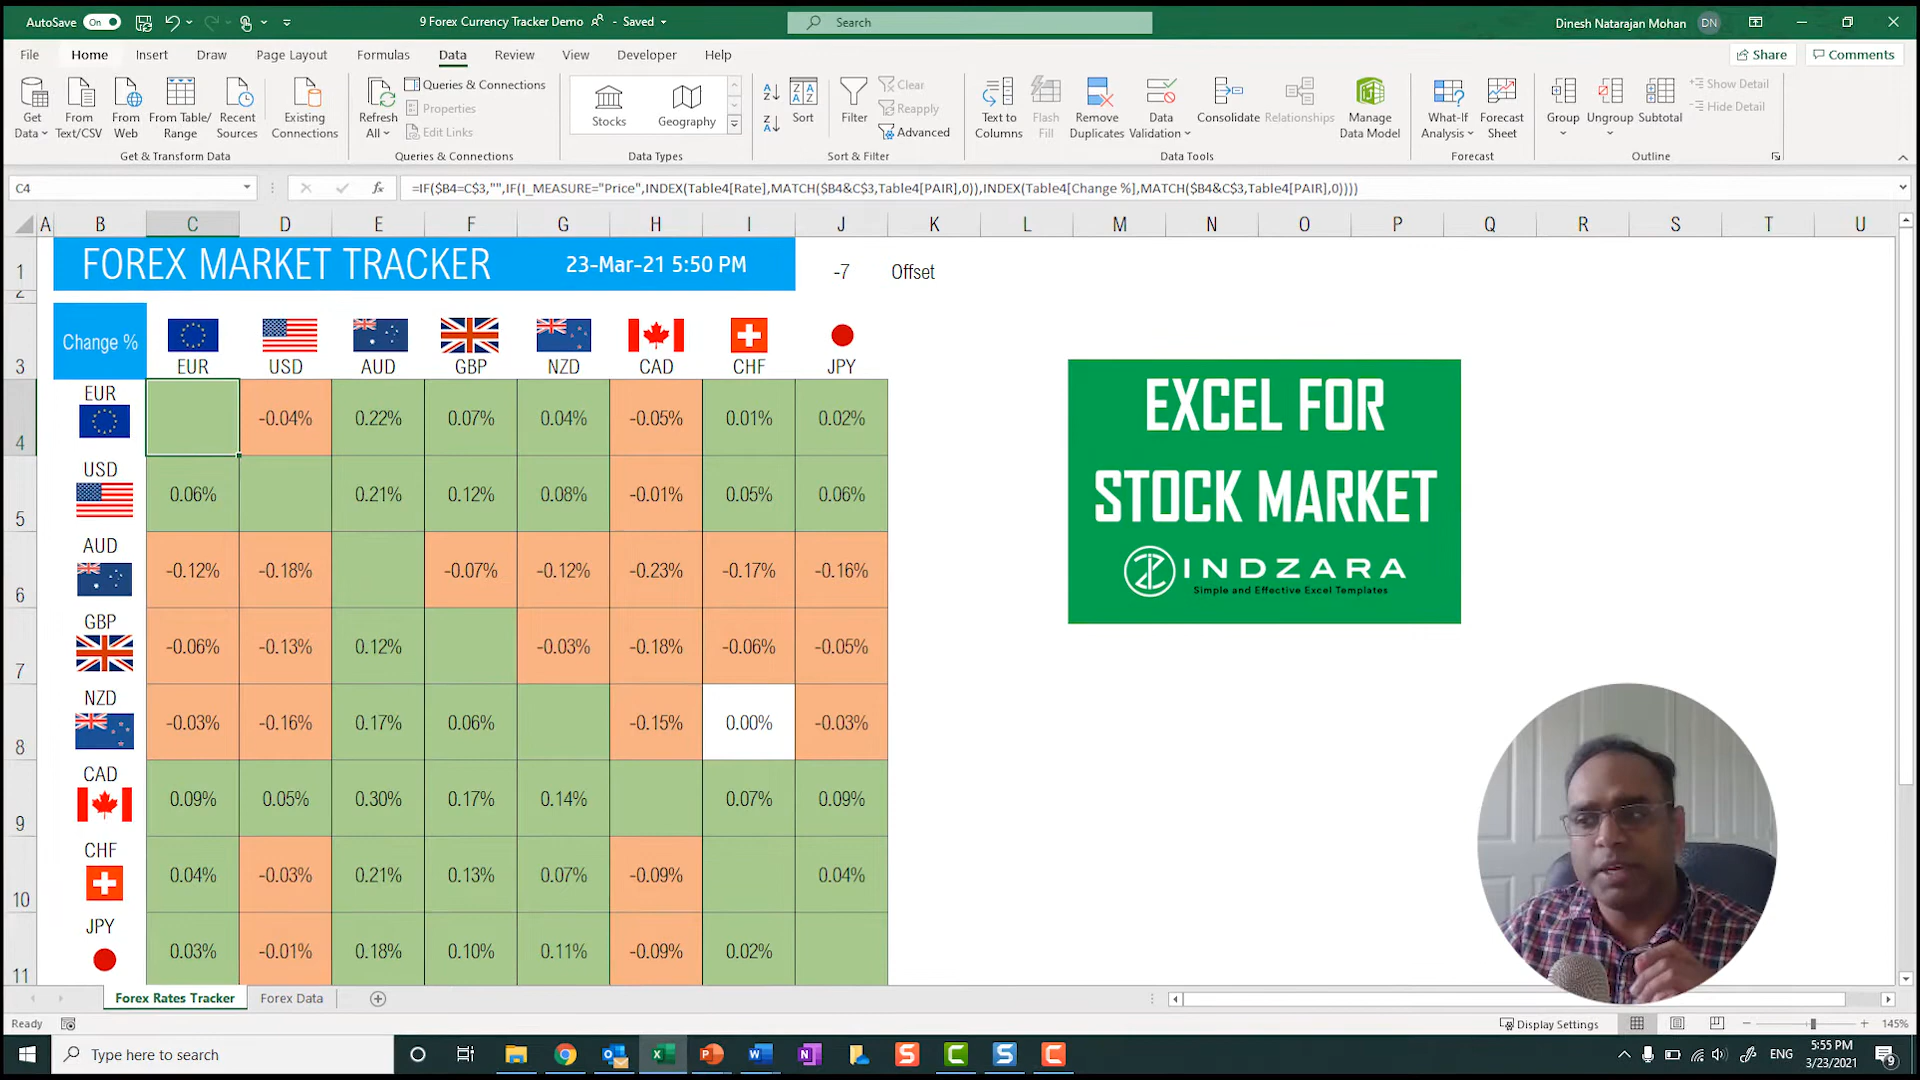 AutoSave On 9 Forex Currency Tracker Demo - Saved Search Dinesh Natarajan Mohan DN
File Home Insert Draw Page Layout Formulas Data Review View Developer Help Share Comments
Get Data From Text/CSV From Web From Table/Range Recent Sources Existing Connections
Get & Transform Data
Refresh All Queries & Connections Properties Edit Links
Queries & Connections
Stocks Geography
Data Types
Sort Filter Clear Reapply Advanced
Sort & Filter
Text to Columns Flash Fill Remove Duplicates Data Validation Consolidate Relationships Manage Data Model
Data Tools
What-If Analysis Forecast Sheet
Forecast
Group Ungroup Subtotal Show Detail Hide Detail
Outline
C4 fx =IF($B4=C$3,"",IF(I_MEASURE="Price",INDEX(Table4[Rate],MATCH($B4&C$3,Table4[PAIR],0)),INDEX(Table4[Change %],MATCH($B4&C$3,Table4[PAIR],0))))
A B C D E F G H I J K L M N O P Q R S T U
1 FOREX MARKET TRACKER 23-Mar-21 5:50 PM -7 Offset
2
3 Change % EUR USD AUD GBP NZD CAD CHF JPY
4 EUR -0.04% 0.22% 0.07% 0.04% -0.05% 0.01% 0.02%
5 USD 0.06% 0.21% 0.12% 0.08% -0.01% 0.05% 0.06%
6 AUD -0.12% -0.18% -0.07% -0.12% -0.23% -0.17% -0.16%
7 GBP -0.06% -0.13% 0.12% -0.03% -0.18% -0.06% -0.05%
8 NZD -0.03% -0.16% 0.17% 0.06% -0.15% 0.00% -0.03%
9 CAD 0.09% 0.05% 0.30% 0.17% 0.14% 0.07% 0.09%
10 CHF 0.04% -0.03% 0.21% 0.13% 0.07% -0.09% 0.04%
11 JPY 0.03% -0.01% 0.18% 0.10% 0.11% -0.09% 0.02%
EXCEL FOR
STOCK MARKET
INDZARA
Simple and Effective Excel Templates
Forex Rates Tracker Forex Data
Ready Display Settings 145%
Type here to search ENG 5:55 PM
3/23/2021 9